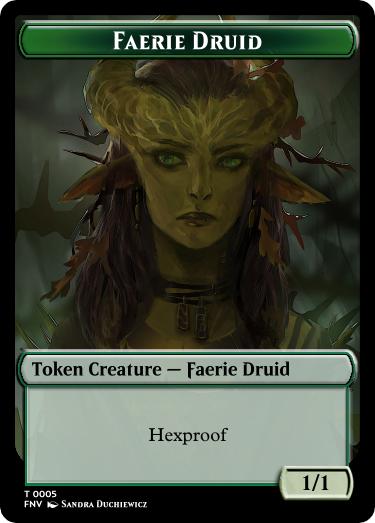 Faerie Druid
Token Creature — Faerie Druid
Hexproof
1/1
T 0005
FNV Sandra Duchiewicz